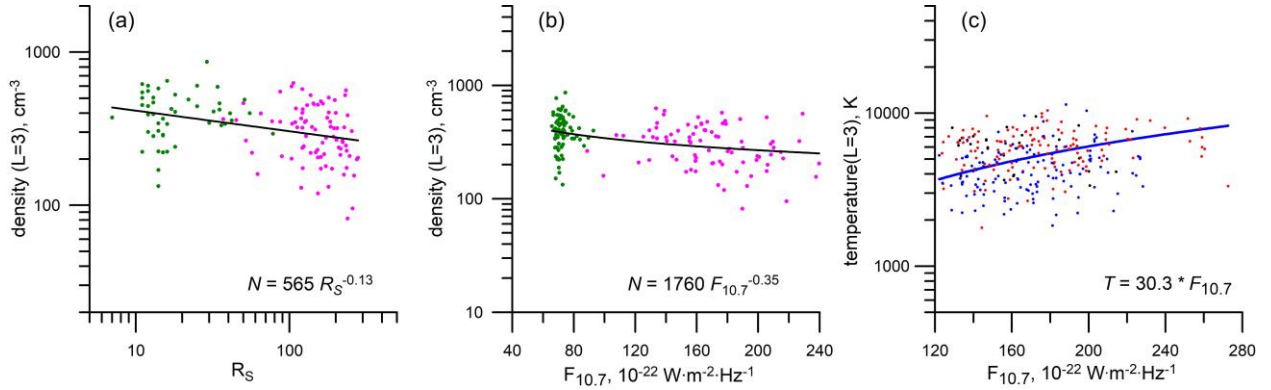 (a)
density (L=3), cm-3
1000
100
N = 565 RS-0.13
10
100
RS
(b)
density (L=3), cm-3
1000
100
10
N = 1760 F10.7-0.35
40
80
120
160
200
240
F10.7, 10-22 W·m-2·Hz-1
(c)
temperature(L=3), K
10000
1000
T = 30.3 * F10.7
120
160
200
240
280
F10.7, 10-22 W·m-2·Hz-1